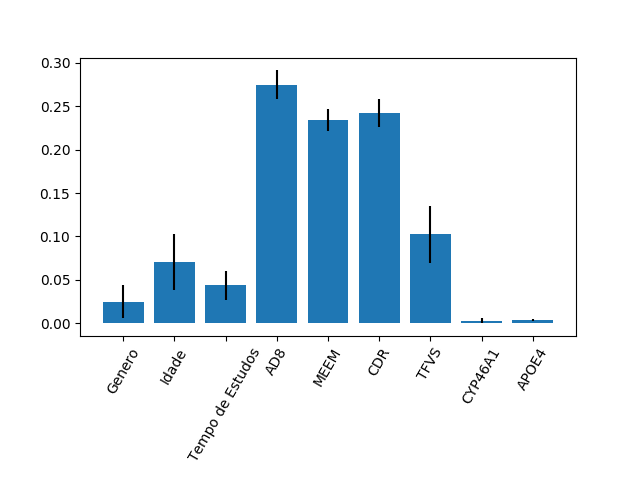 0.30
0.25
0.20
0.15
0.10
0.05
0.00
Genero
Idade
Tempo de Estudos
AD8
MEEM
CDR
TFVS
CYP46A1
APOE4